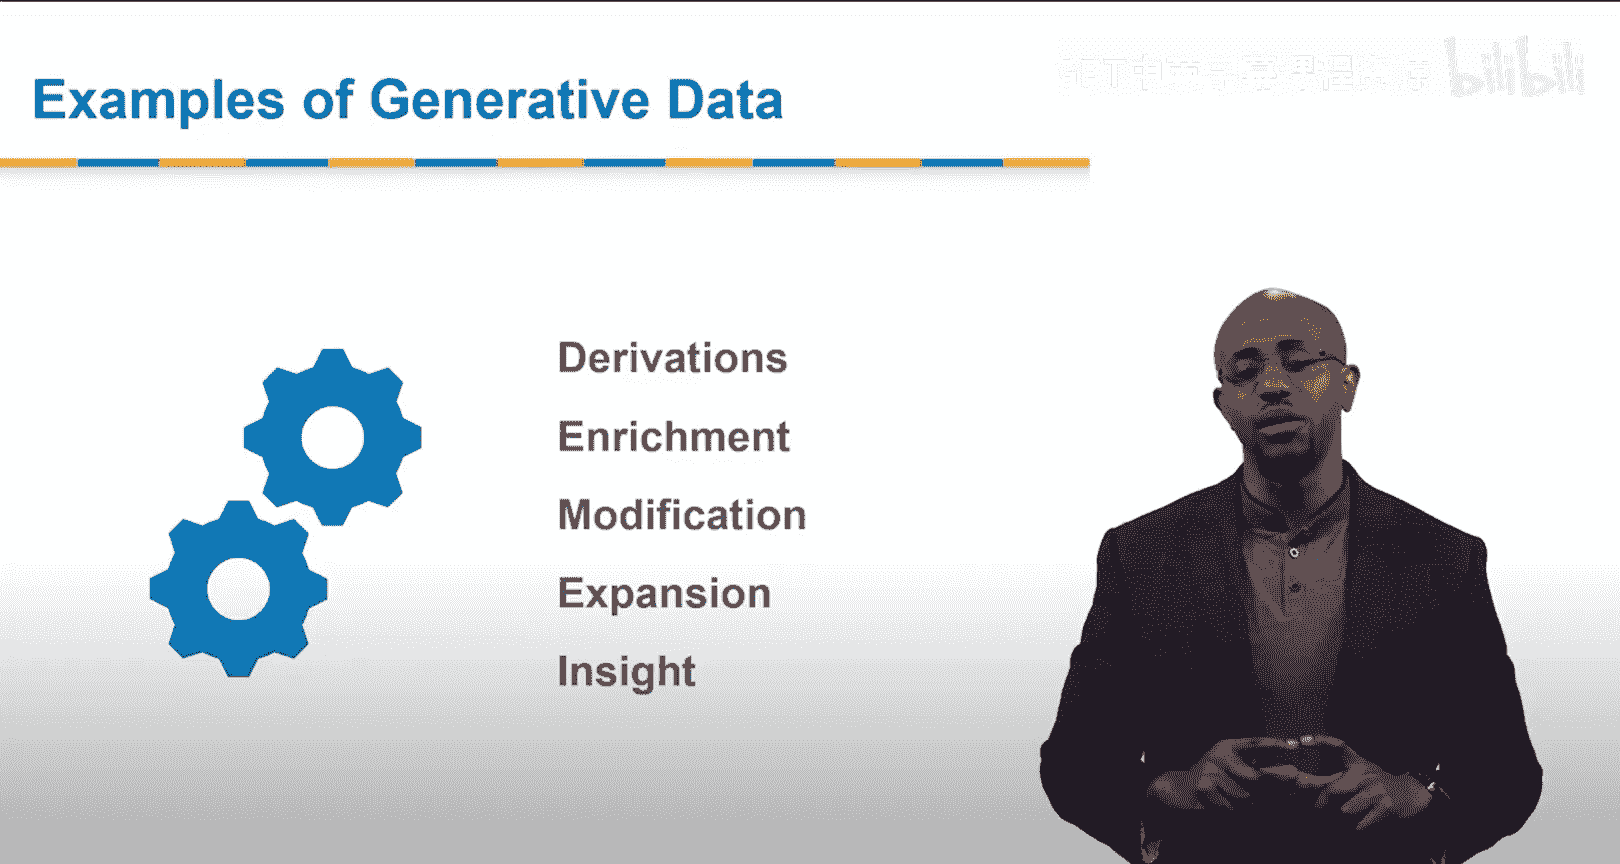 Examples of Generative Data
bilibili
Derivations
Enrichment
Modification
Expansion
Insight